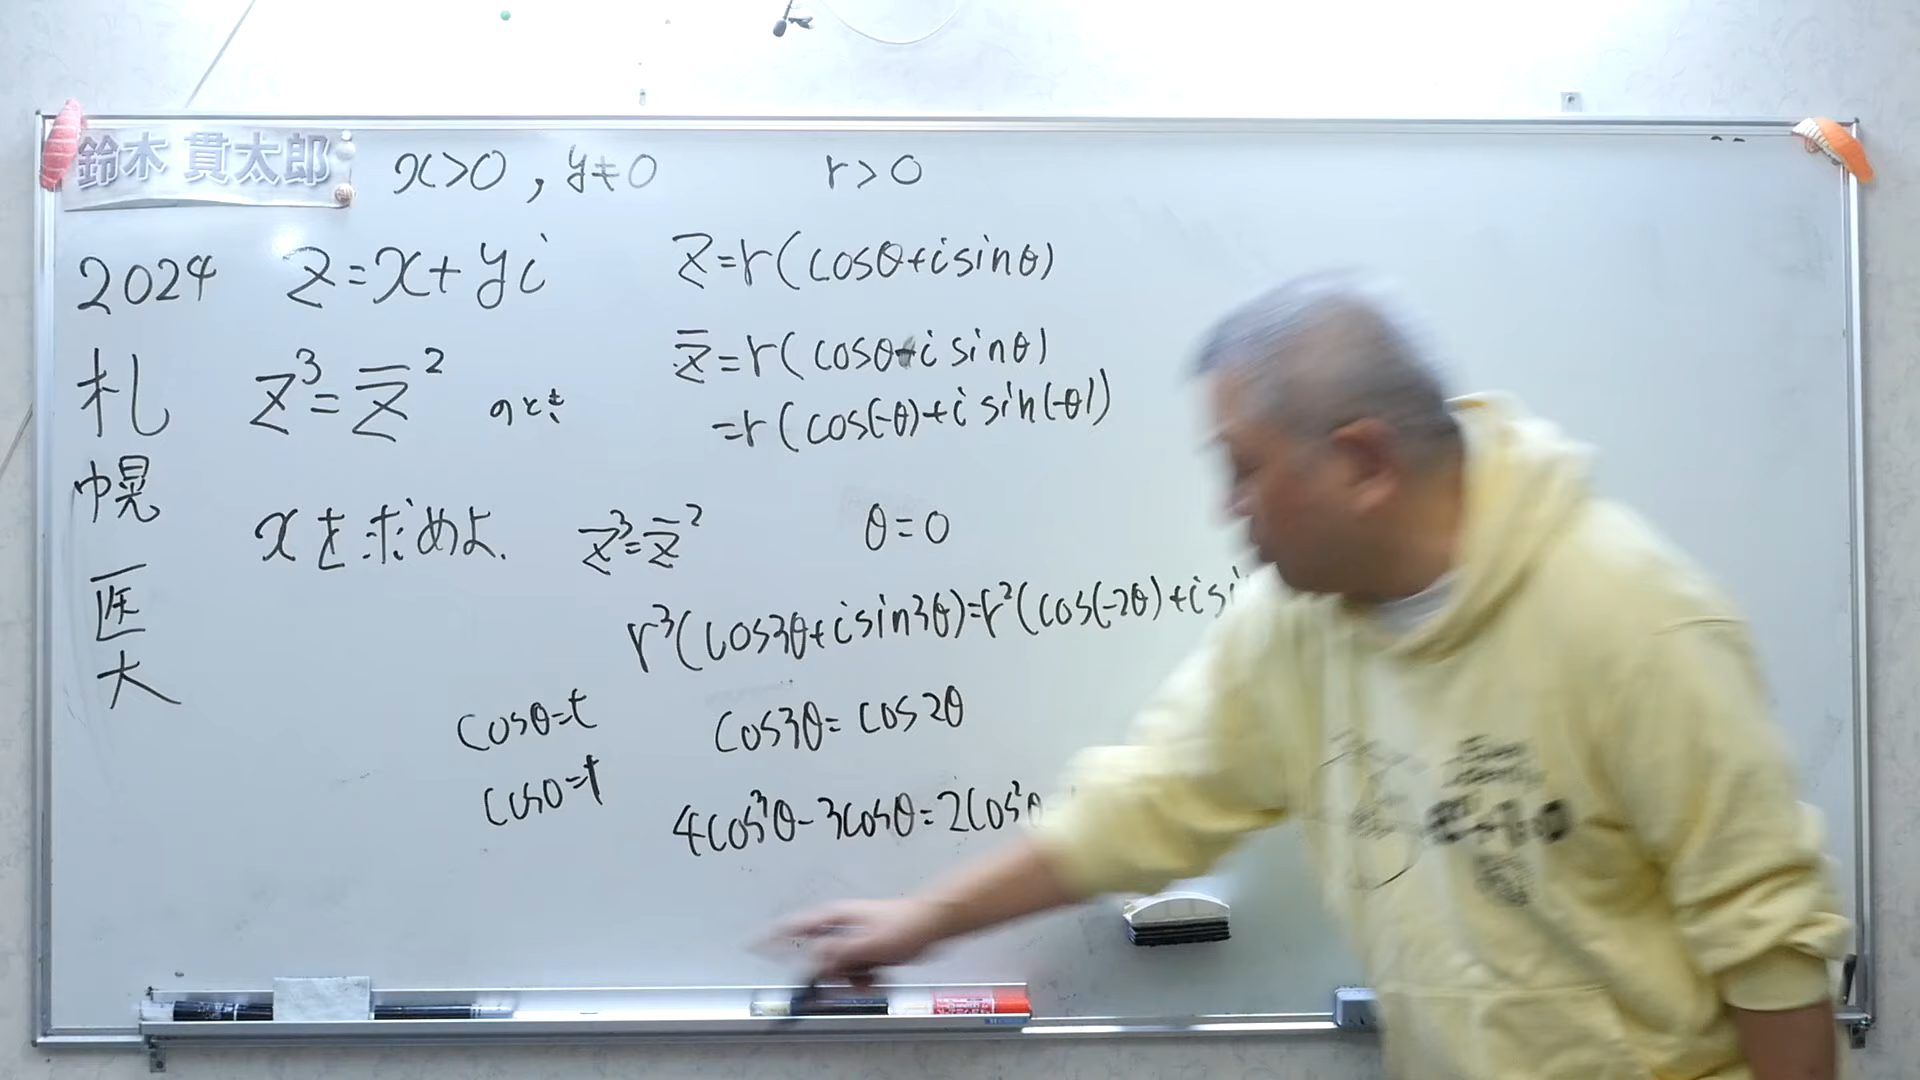 鈴木 貫太郎
x>0, y≠0
r>0
2024
札幌医大
z=x+yi
z³=z̅² のとき
xを求めよ.
z=r(cosθ+isinθ)
z̅=r(cosθ-isinθ)
=r(cos(-θ)+isin(-θ))
z³=z̅²
θ=0
r³(cos3θ+isin3θ)=r²(cos(-2θ)+isi
cosθ=t
cos3θ=cos2θ
cosθ=t
4cos³θ-3cosθ=2cos²θ